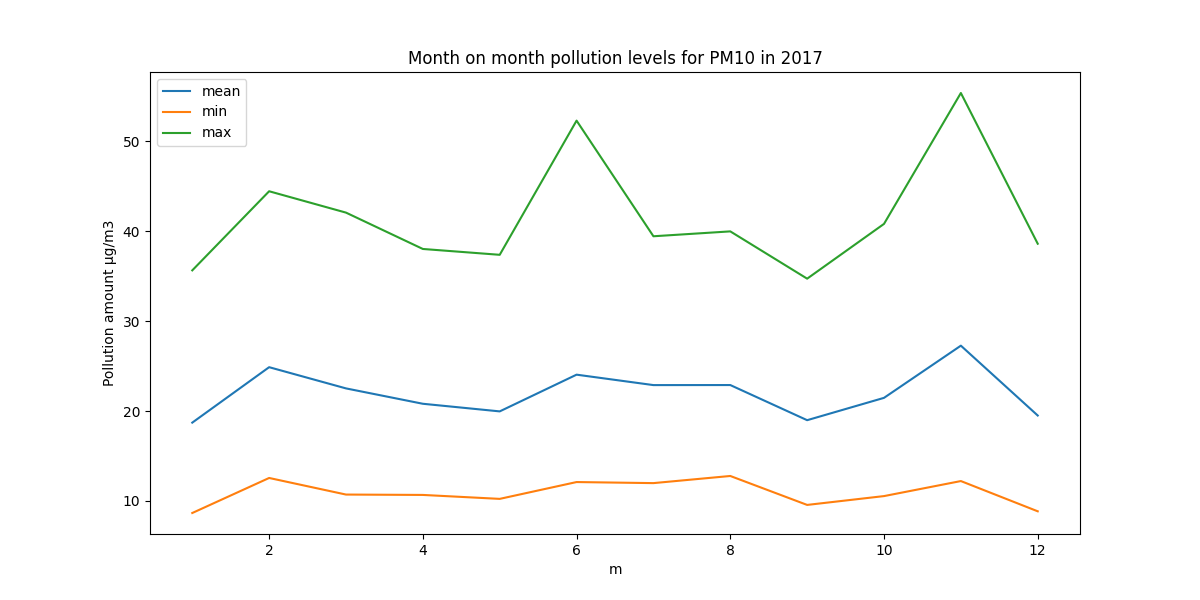 Month on month pollution levels for PM10 in 2017
mean
min
max
50
40
30
20
10
Pollution amount µg/m3
2 4 6 8 10 12
m